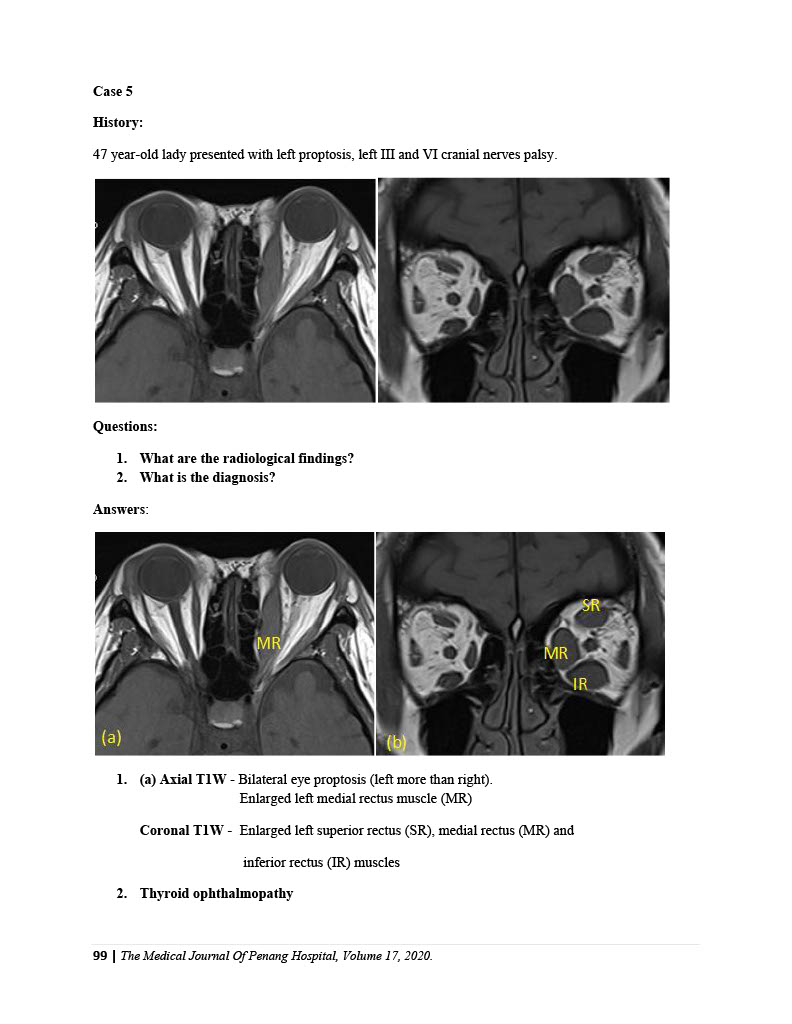 Case 5
History:
47 year-old lady presented with left proptosis, left III and VI cranial nerves palsy.
Questions:
1. What are the radiological findings?
2. What is the diagnosis?
Answers:
MR
(a)
SR
MR
IR
(b)
1. (a) Axial T1W - Bilateral eye proptosis (left more than right).
Enlarged left medial rectus muscle (MR)
Coronal T1W - Enlarged left superior rectus (SR), medial rectus (MR) and
inferior rectus (IR) muscles
2. Thyroid ophthalmopathy
99 | The Medical Journal Of Penang Hospital, Volume 17, 2020.